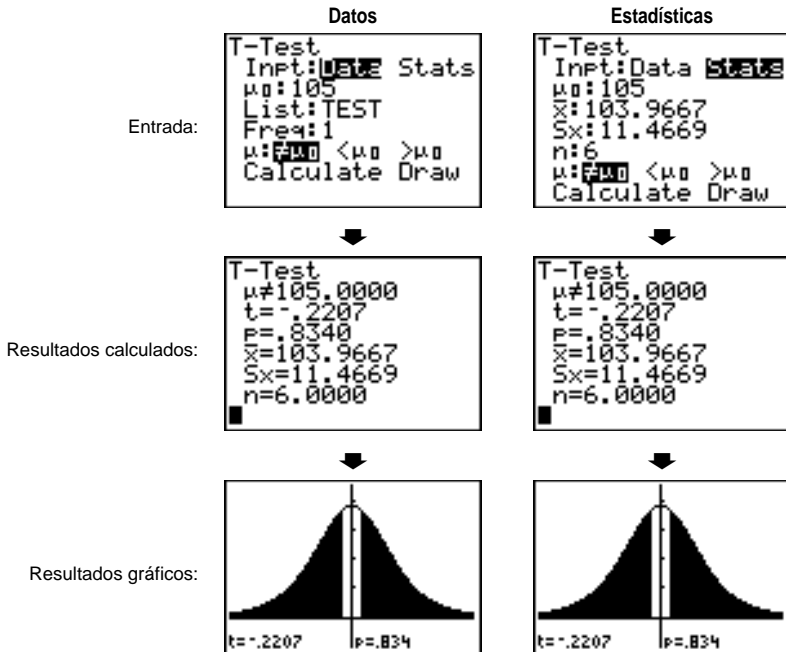 Datos
Estadísticas
Entrada:
T-Test
Inpt:Data Stats
μ0:105
List:TEST
Freq:1
μ:≠μ0 <μ0 >μ0
Calculate Draw
T-Test
Inpt:Data Stats
μ0:105
x̄:103.9667
Sx:11.4669
n:6
μ:≠μ0 <μ0 >μ0
Calculate Draw
Resultados calculados:
T-Test
μ≠105.0000
t=-.2207
p=.8340
x̄=103.9667
Sx=11.4669
n=6.0000
T-Test
μ≠105.0000
t=-.2207
p=.8340
x̄=103.9667
Sx=11.4669
n=6.0000
Resultados gráficos:
t=-.2207 p=.834
t=-.2207 p=.834